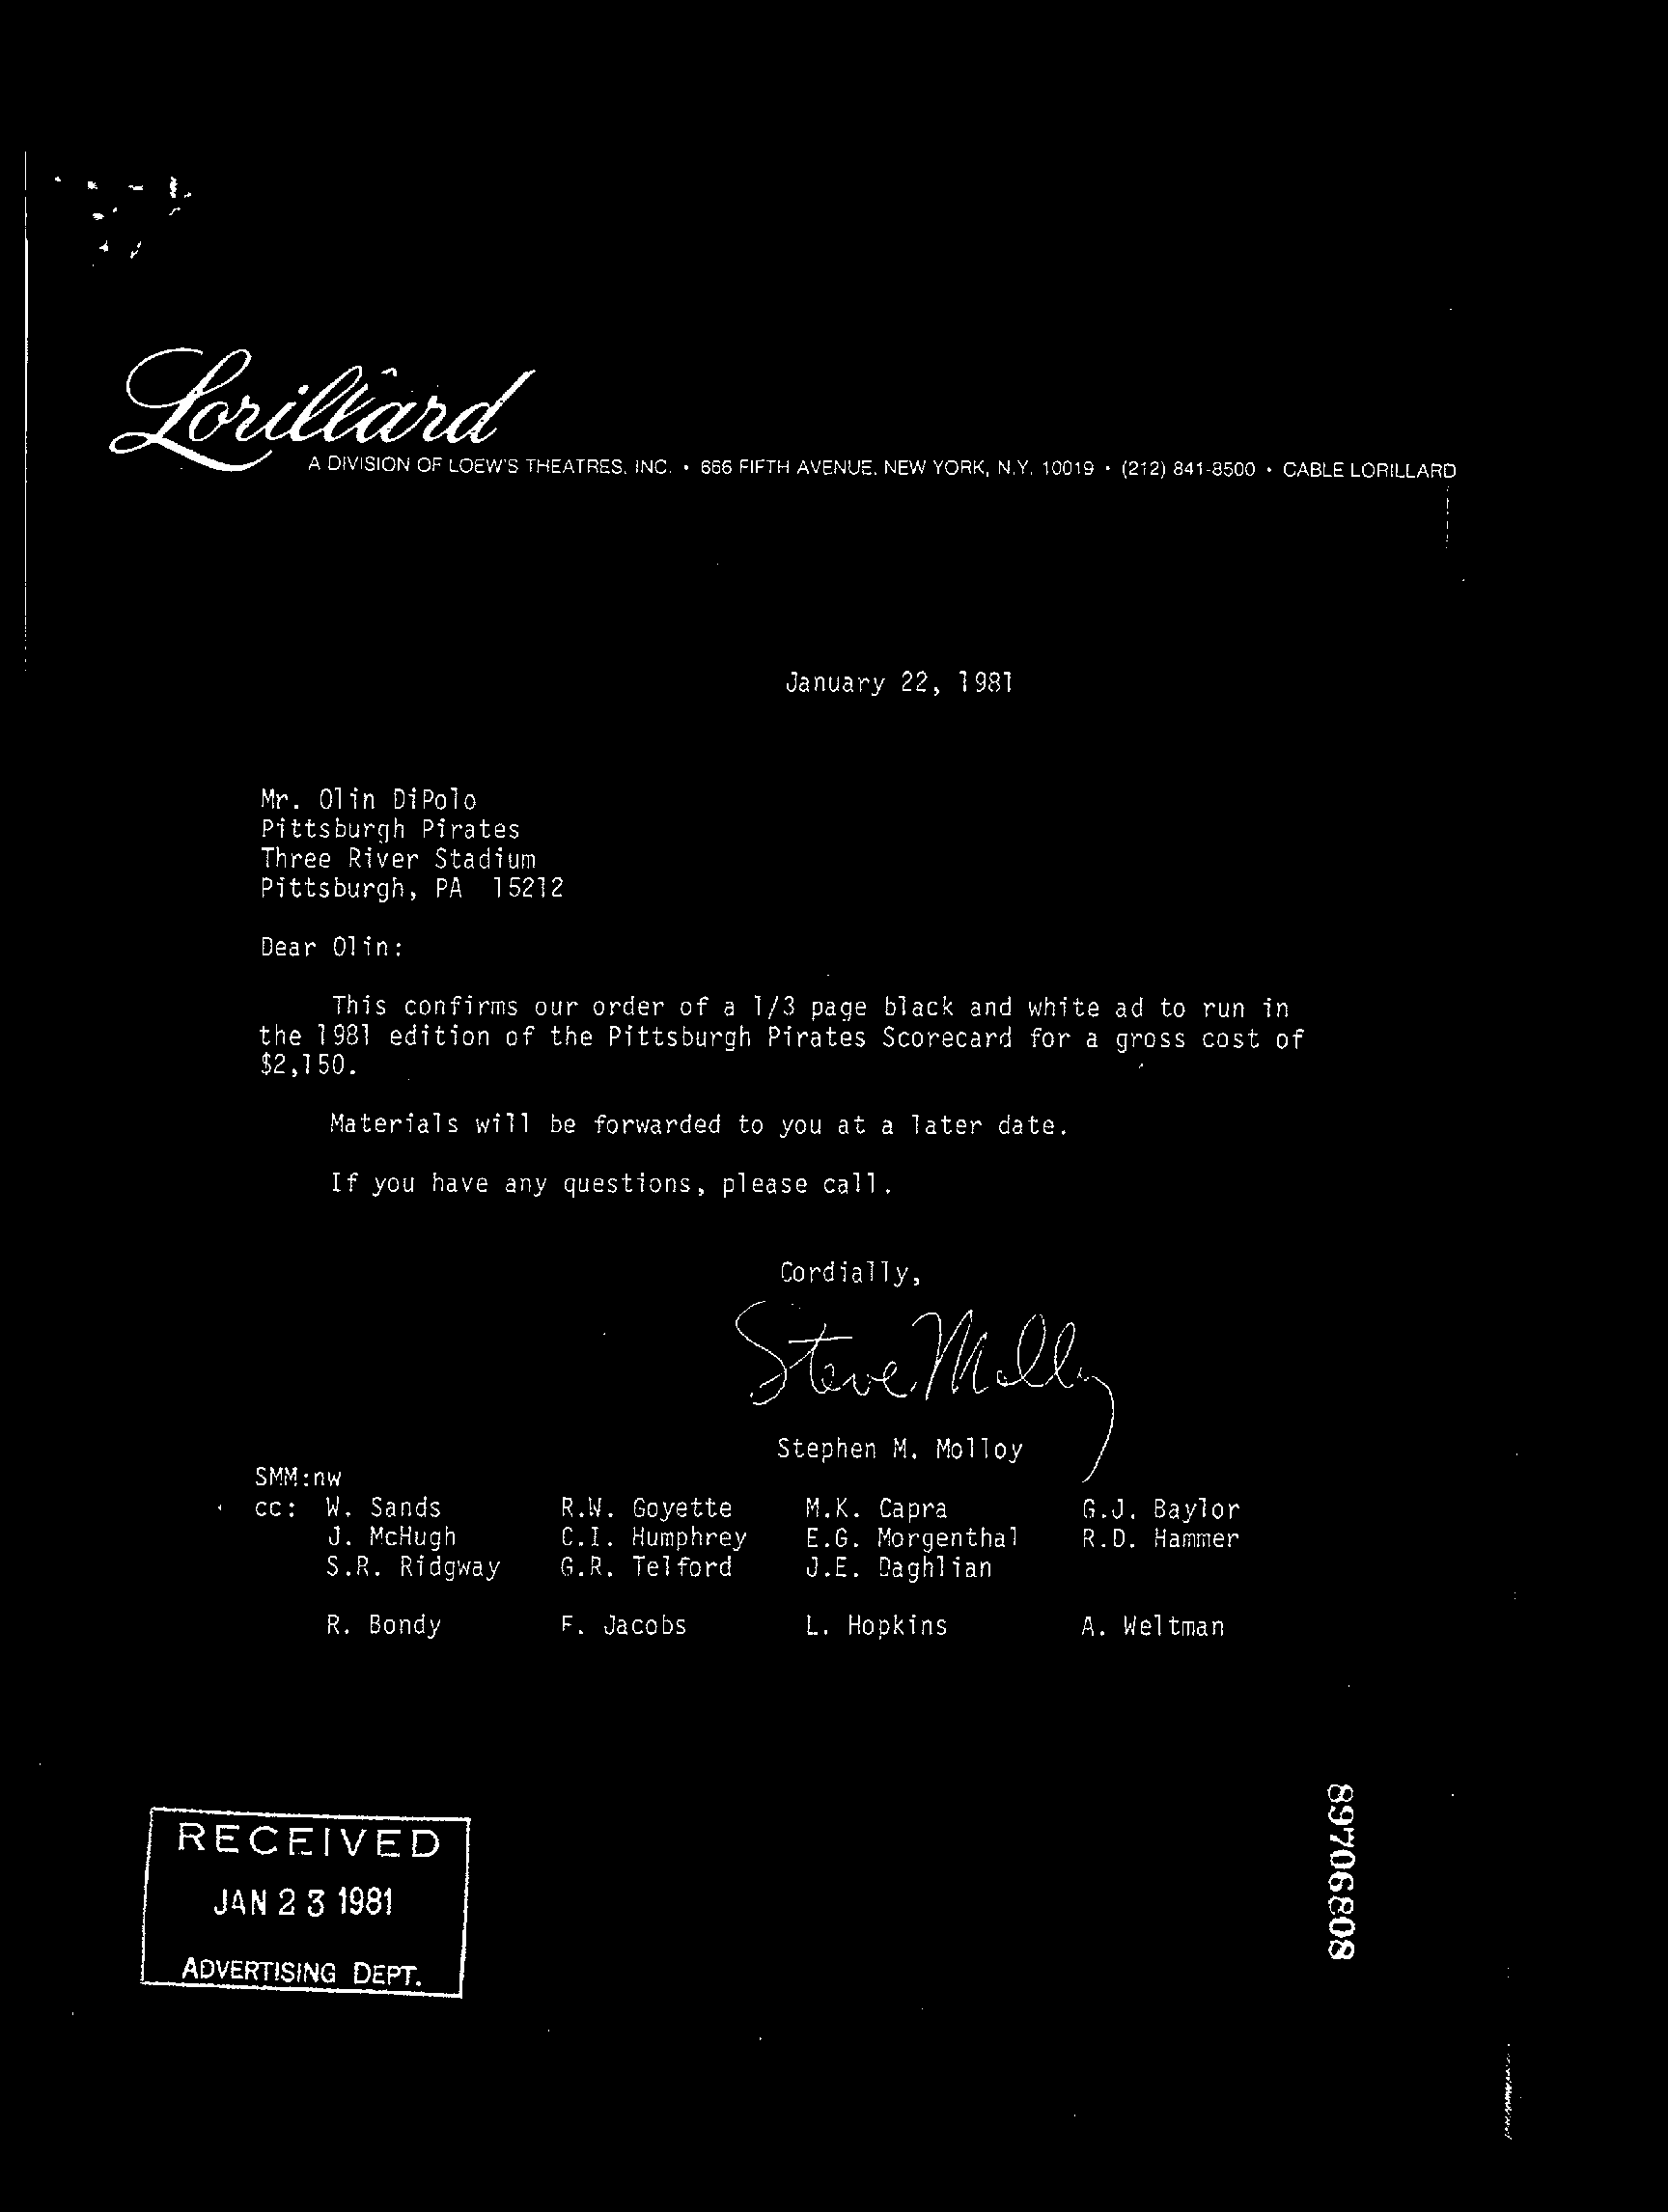 Lorillard
A DIVISION OF LOEW'S THEATRES, INC. • 666 FIFTH AVENUE, NEW YORK, N.Y. 10019 • (212) 841-8500 • CABLE LORILLARD
January 22, 1981
Mr. Olin DiPolo
Pittsburgh Pirates
Three River Stadium
Pittsburgh, PA 15212
Dear Olin:
This confirms our order of a 1/3 page black and white ad to run in
the 1981 edition of the Pittsburgh Pirates Scorecard for a gross cost of
$2,150.
Materials will be forwarded to you at a later date.
If you have any questions, please call.
Cordially,
Steve Molloy
Stephen M. Molloy
SMM:nw
cc: W. Sands R.W. Goyette M.K. Capra G.J. Baylor
J. McHugh C.I. Humphrey E.G. Morgenthal R.D. Hammer
S.R. Ridgway G.R. Telford J.E. Daghlian
R. Bondy F. Jacobs L. Hopkins A. Weltman
RECEIVED
JAN 23 1981
ADVERTISING DEPT.
89706808